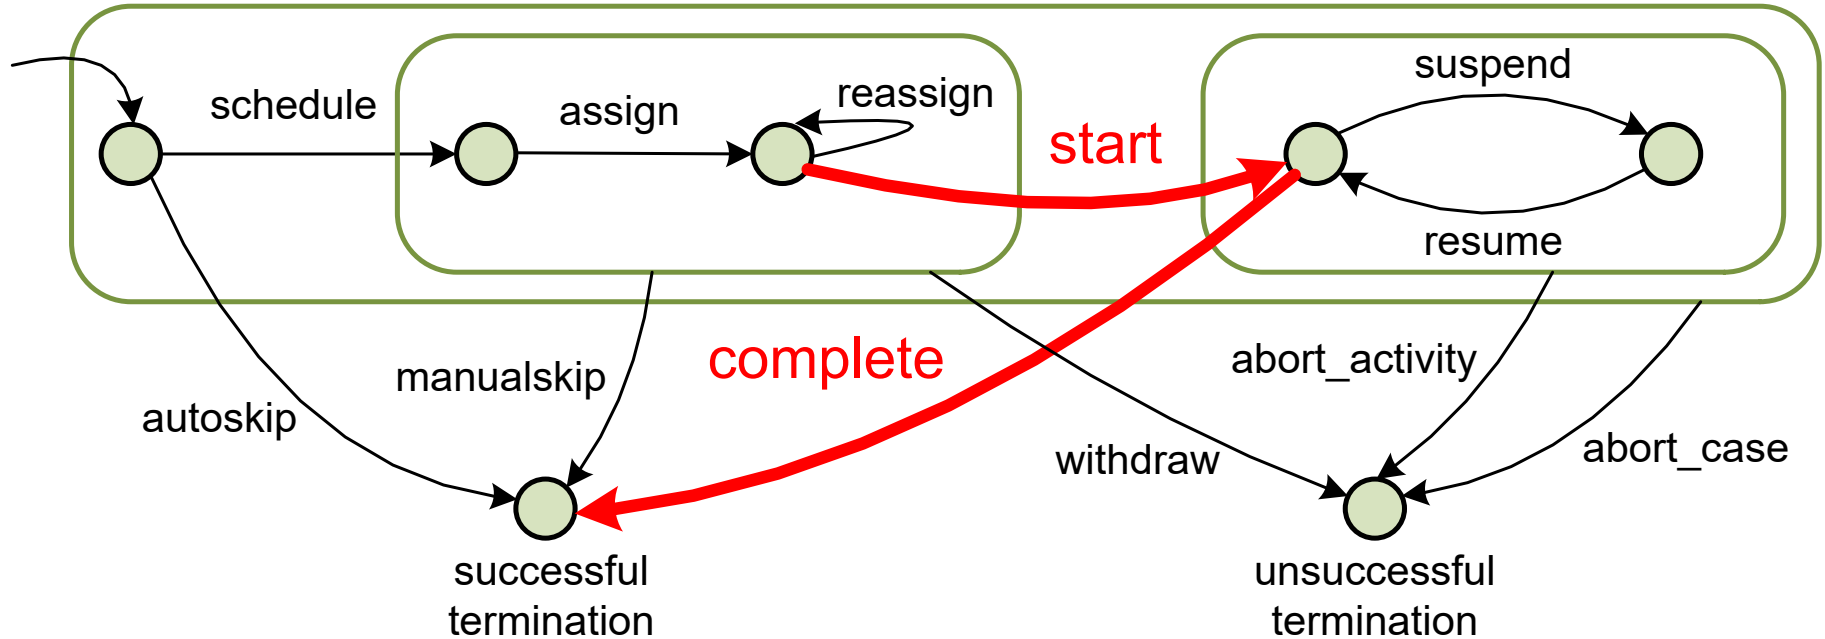 suspend
reassign
schedule
assign
start
resume
complete
abort_activity
manualskip
autoskip
withdraw
abort_case
successful
termination
unsuccessful
termination